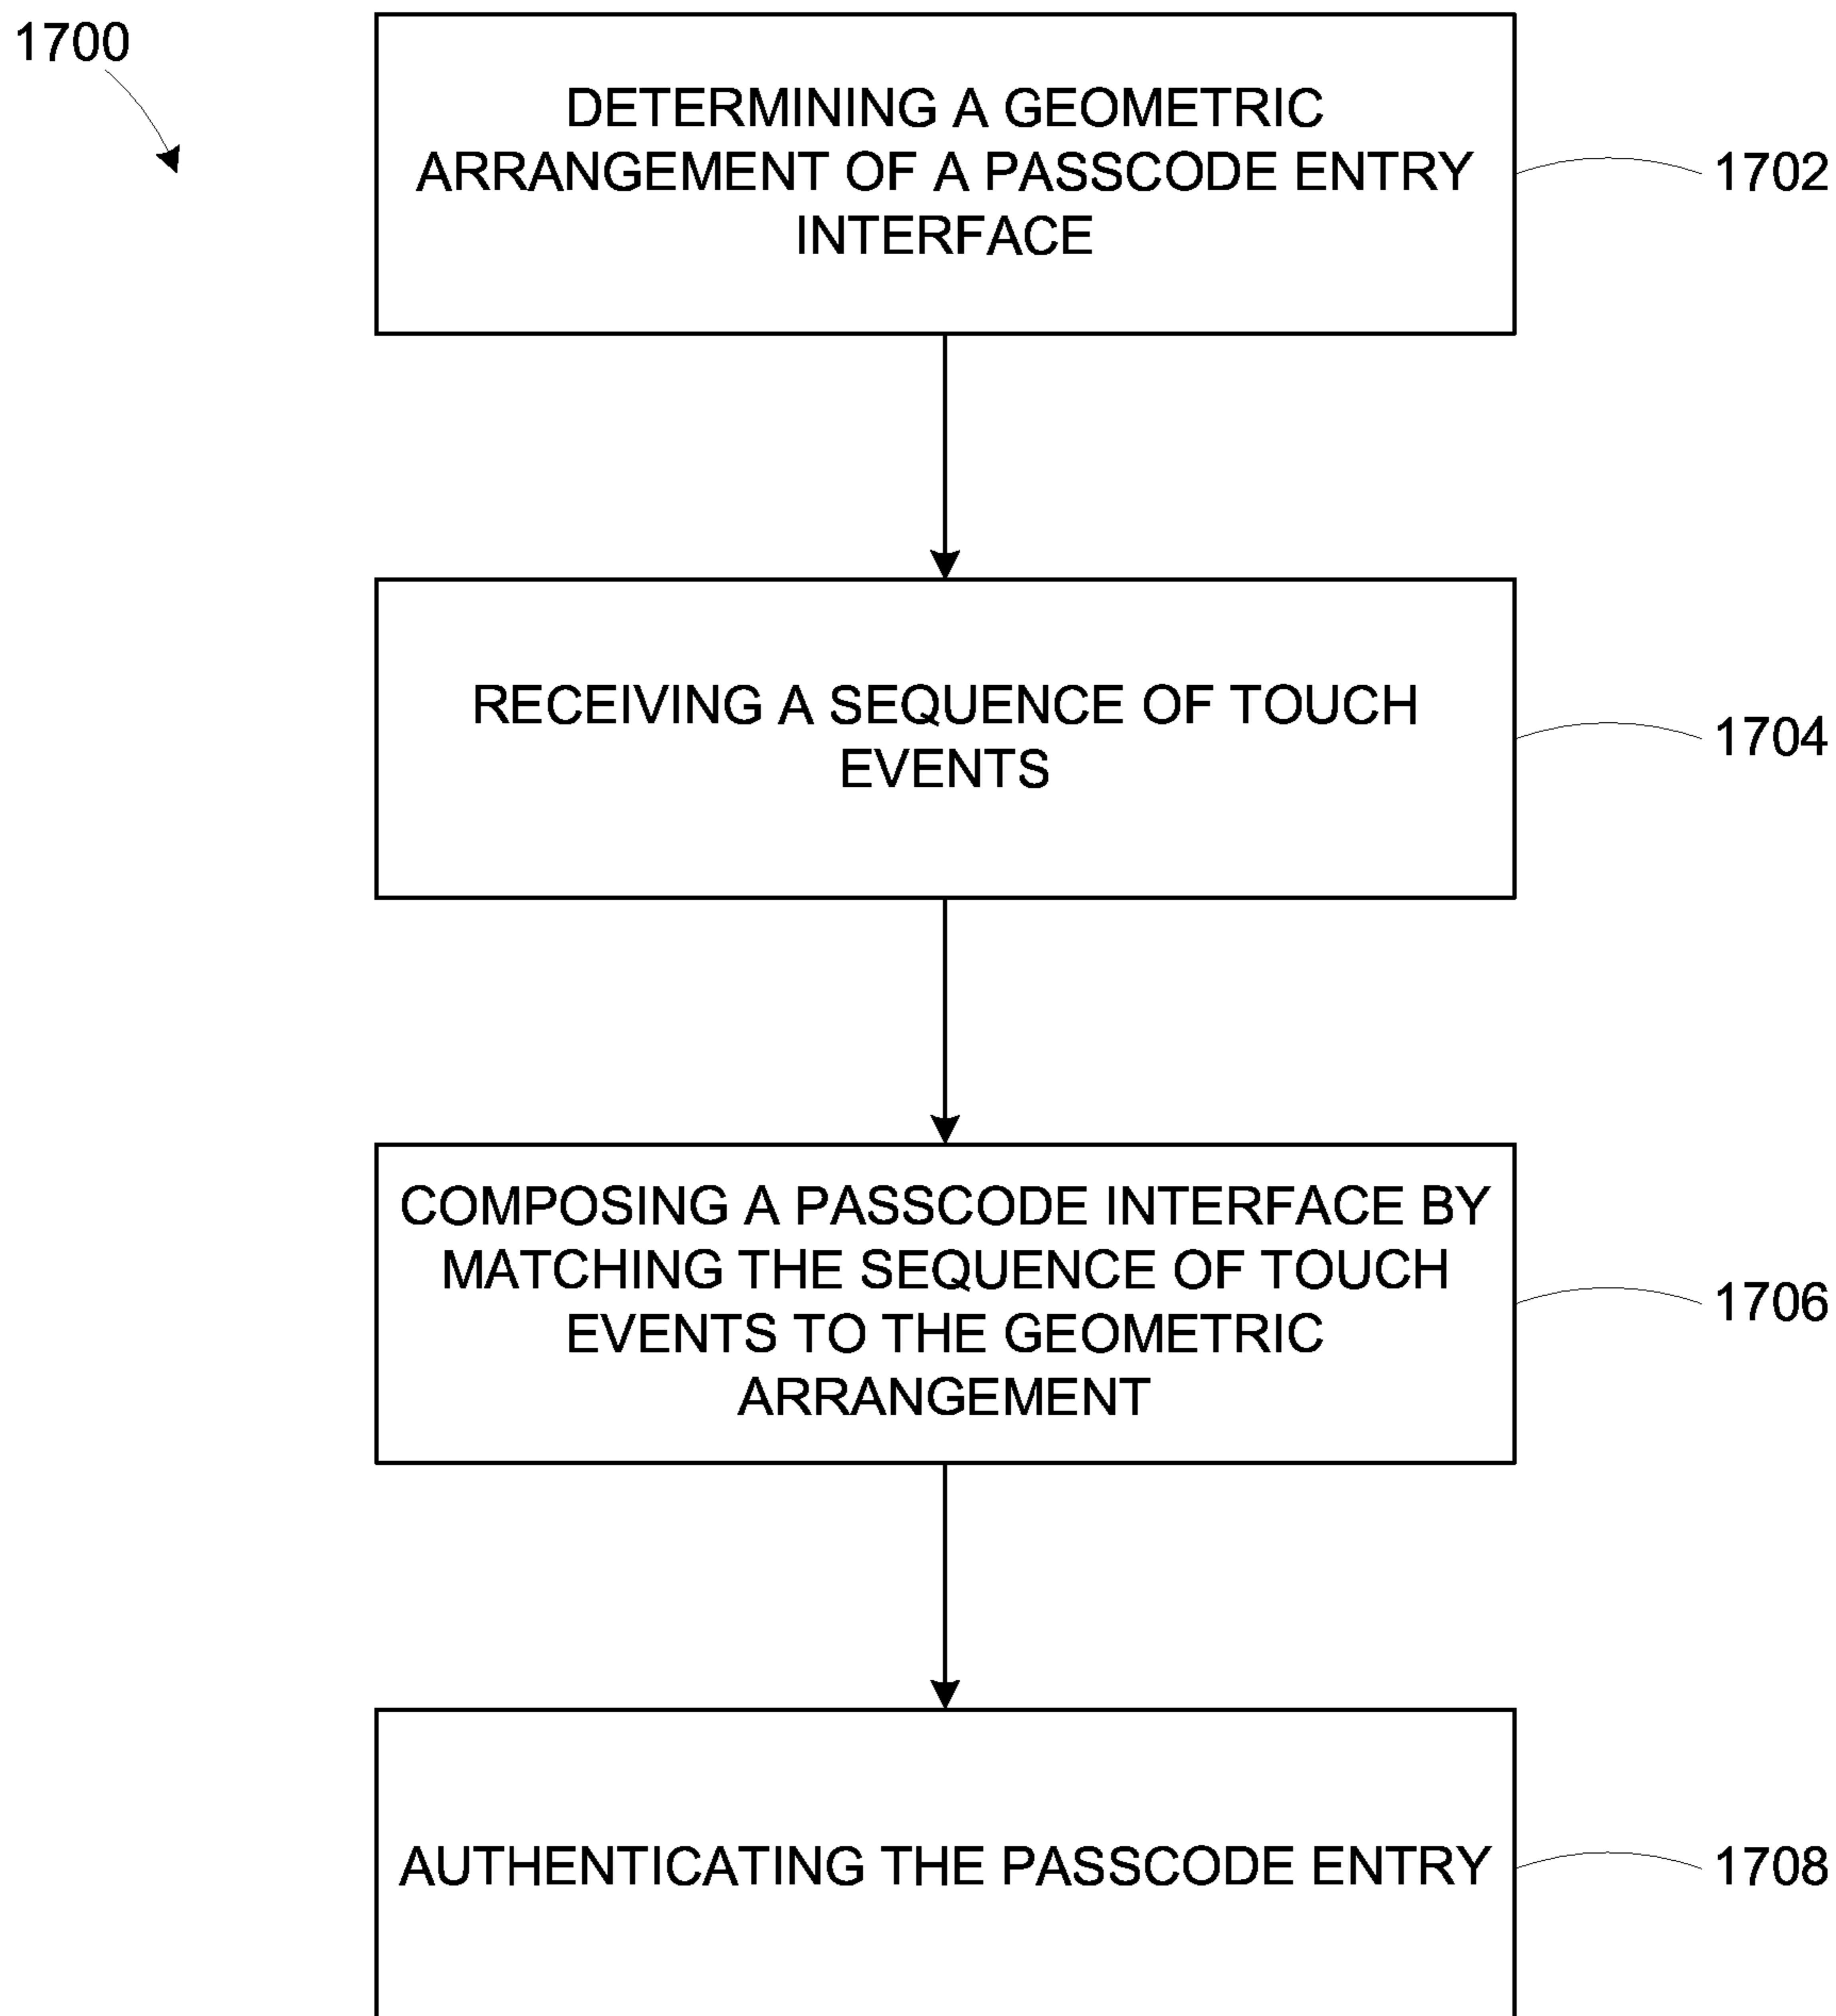 1700
DETERMINING A GEOMETRIC
ARRANGEMENT OF A PASSCODE ENTRY
INTERFACE
1702
RECEIVING A SEQUENCE OF TOUCH
EVENTS
1704
COMPOSING A PASSCODE INTERFACE BY
MATCHING THE SEQUENCE OF TOUCH
EVENTS TO THE GEOMETRIC
ARRANGEMENT
1706
AUTHENTICATING THE PASSCODE ENTRY
1708